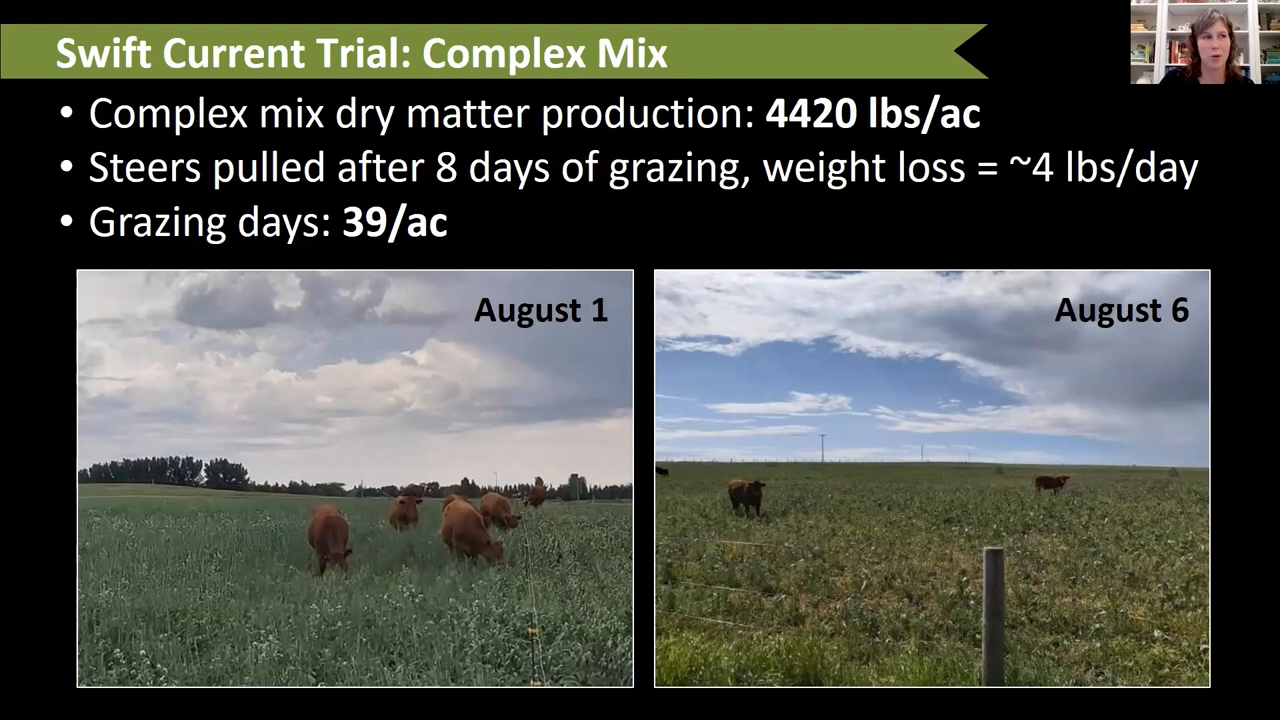 Swift Current Trial: Complex Mix
• Complex mix dry matter production: 4420 lbs/ac
• Steers pulled after 8 days of grazing, weight loss = ~4 lbs/day
• Grazing days: 39/ac
August 1
August 6